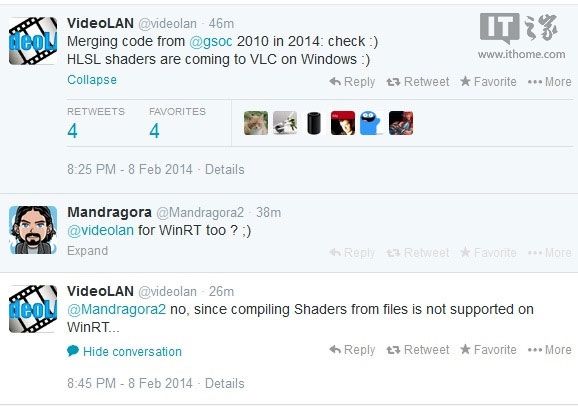 VideoLAN @videolan · 46m
IT之家
www.ithome.com
Merging code from @gsoc 2010 in 2014: check :)
HLSL shaders are coming to VLC on Windows :)
Collapse Reply Retweet Favorite More
RETWEETS FAVORITES
4 4
8:25 PM - 8 Feb 2014 · Details
Mandragora @Mandragora2 · 38m
@videolan for WinRT too ? ;)
Expand Reply Retweet Favorite More
VideoLAN @videolan · 26m
@Mandragora2 no, since compiling Shaders from files is not supported on
WinRT...
Hide conversation Reply Retweet Favorite More
8:45 PM - 8 Feb 2014 · Details